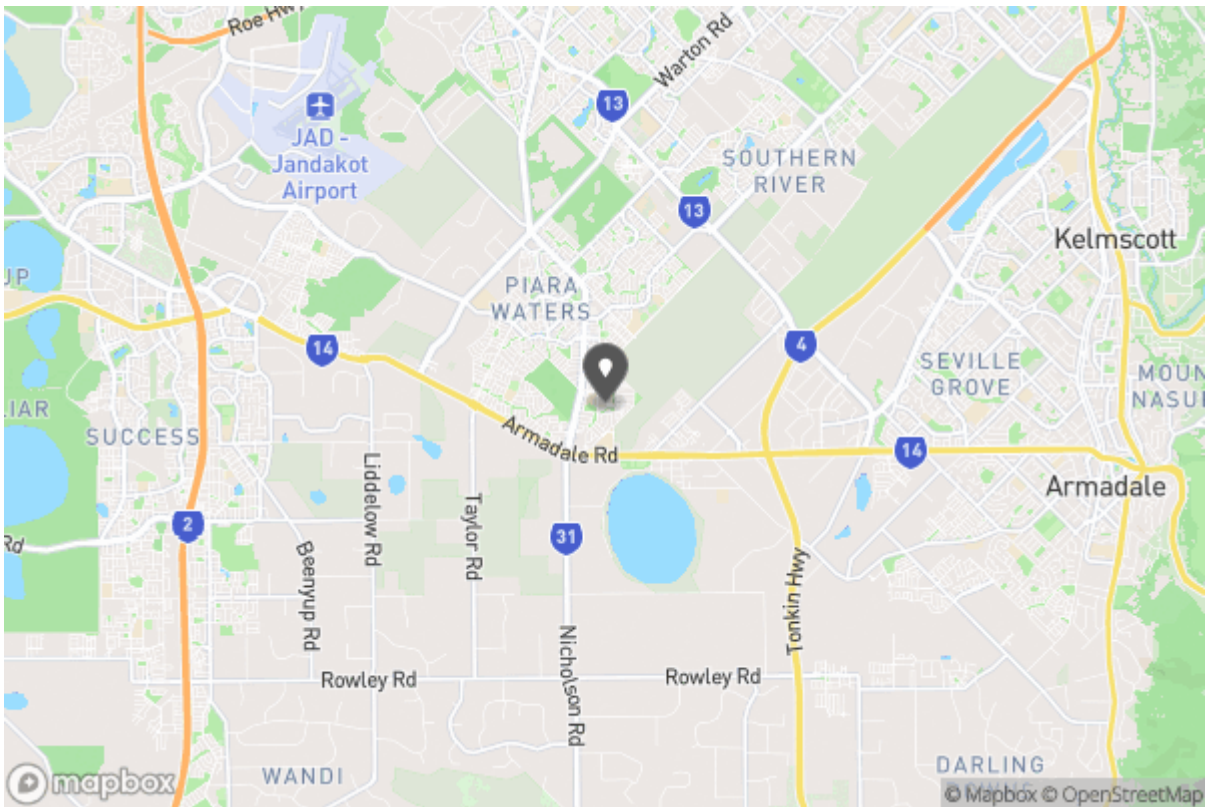 Roe Hwy
Warton Rd
13
JAD -
Jandakot
Airport
SOUTHERN
RIVER
13
Kelmscott
UP
PIARA
WATERS
14
4
SEVILLE
GROVE
MOUN
NASU
LIAR
SUCCESS
Armadale Rd
14
Armadale
Liddelow Rd
Taylor Rd
2
31
Rd
Beenyup Rd
Tonkin Hwy
Nicholson Rd
Rowley Rd
Rowley Rd
WANDI
DARLING
mapbox
© Mapbox © OpenStreetMap